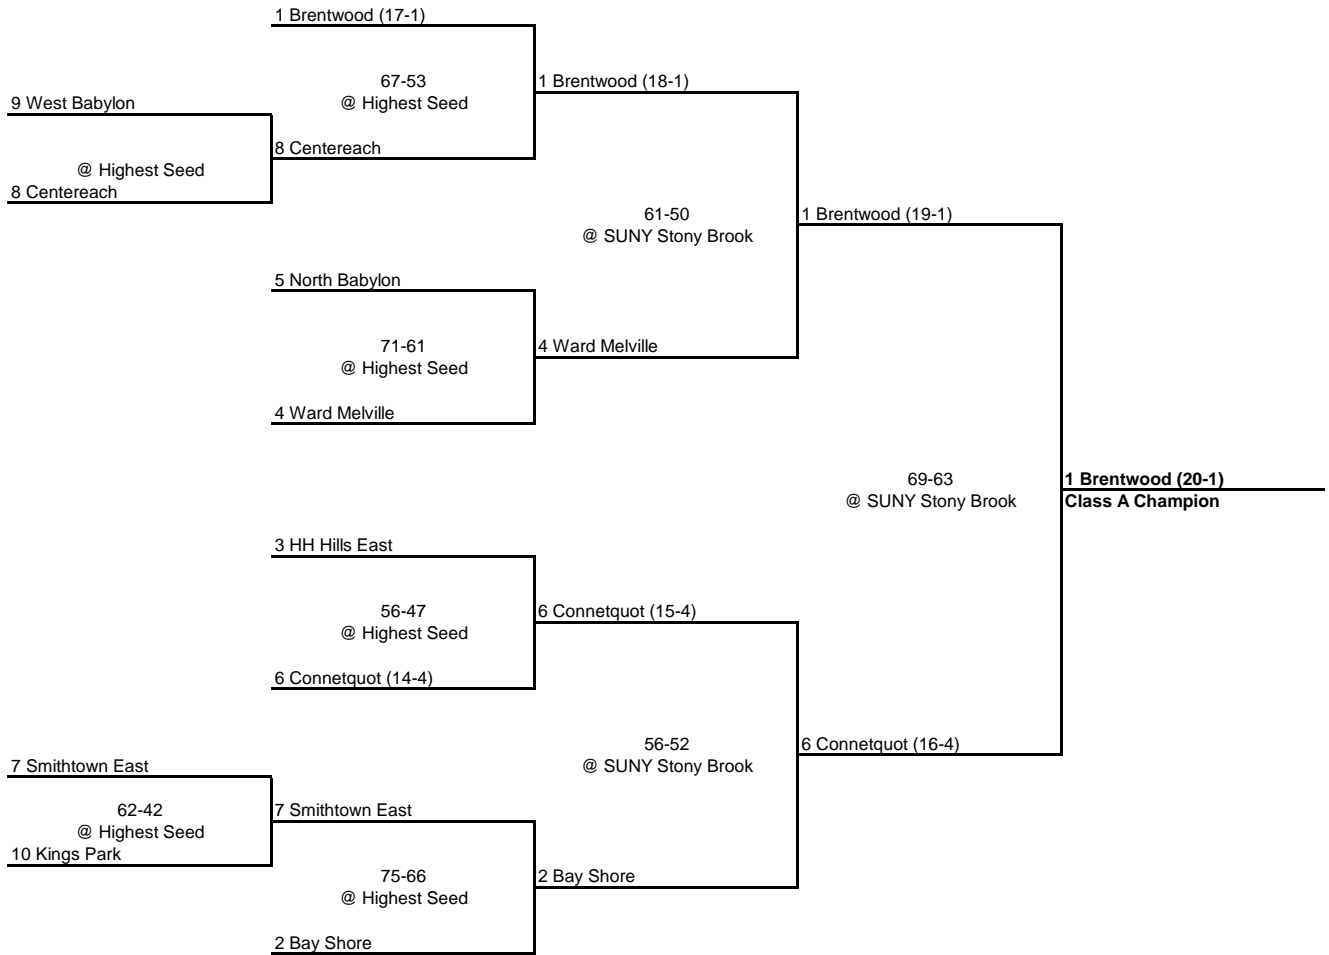 1 Brentwood (17-1)
67-53
@ Highest Seed
1 Brentwood (18-1)
9 West Babylon
@ Highest Seed
8 Centereach
8 Centereach
61-50
@ SUNY Stony Brook
1 Brentwood (19-1)
5 North Babylon
71-61
@ Highest Seed
4 Ward Melville
4 Ward Melville
69-63
@ SUNY Stony Brook
1 Brentwood (20-1)
Class A Champion
3 HH Hills East
56-47
@ Highest Seed
6 Connetquot (15-4)
6 Connetquot (14-4)
56-52
@ SUNY Stony Brook
6 Connetquot (16-4)
7 Smithtown East
62-42
@ Highest Seed
10 Kings Park
7 Smithtown East
75-66
@ Highest Seed
2 Bay Shore
2 Bay Shore